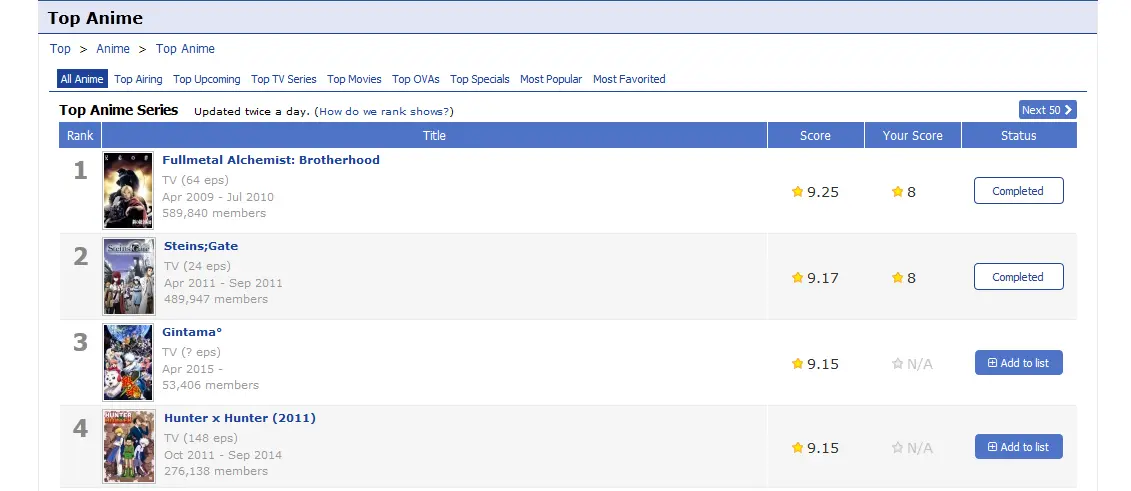 Top Anime
Top > Anime > Top Anime
All Anime Top Airing Top Upcoming Top TV Series Top Movies Top OVAs Top Specials Most Popular Most Favorited
Top Anime Series Updated twice a day. (How do we rank shows?) Next 50
Rank Title Score Your Score Status
1 Fullmetal Alchemist: Brotherhood
TV (64 eps)
Apr 2009 - Jul 2010
589,840 members
9.25 8 Completed
2 Steins;Gate
TV (24 eps)
Apr 2011 - Sep 2011
489,947 members
9.17 8 Completed
3 Gintama°
TV (? eps)
Apr 2015 -
53,406 members
9.15 N/A Add to list
4 HUNTER Hunter x Hunter (2011)
TV (148 eps)
Oct 2011 - Sep 2014
276,138 members
9.15 N/A Add to list